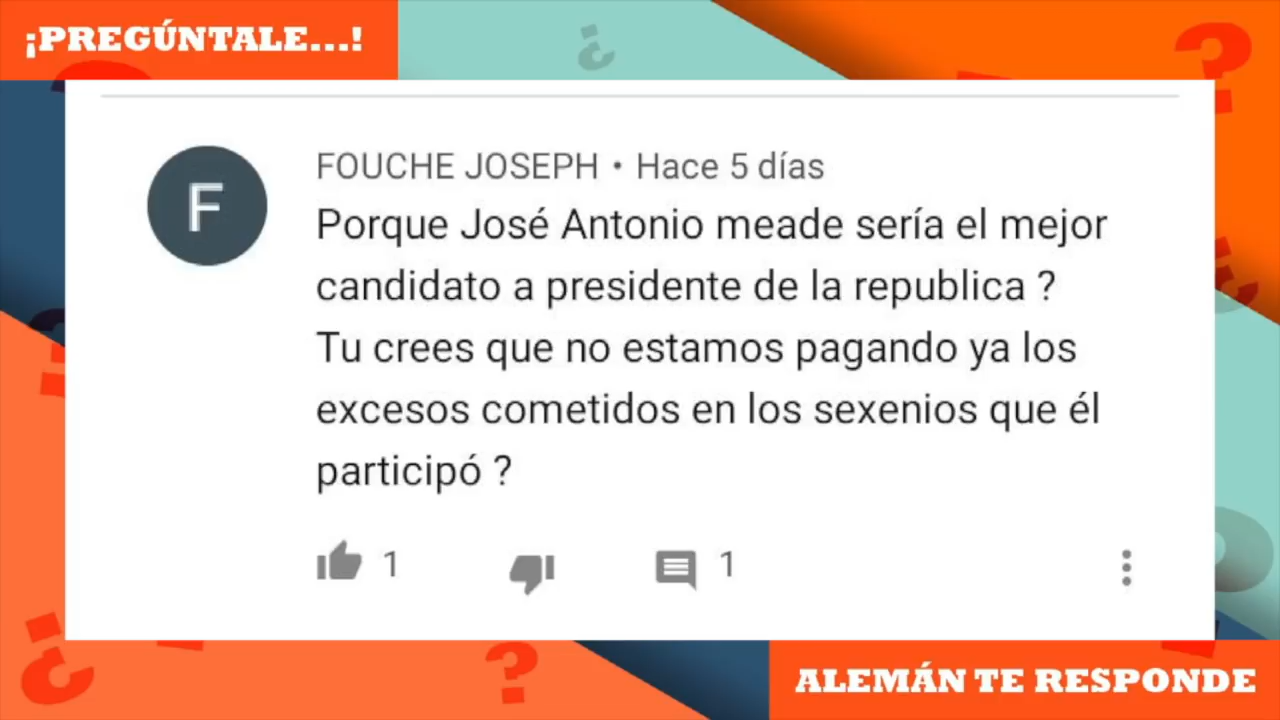 ¡PREGÚNTALE...!
FOUCHE JOSEPH • Hace 5 días
F
Porque José Antonio meade sería el mejor
candidato a presidente de la republica ?
Tu crees que no estamos pagando ya los
excesos cometidos en los sexenios que él
participó ?
1
1
ALEMÁN TE RESPONDE